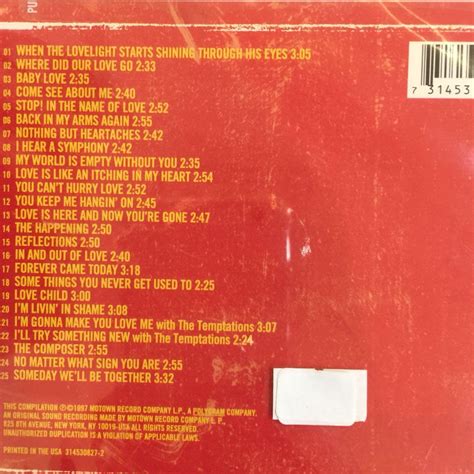 PU
01 WHEN THE LOVELIGHT STARTS SHINING THROUGH HIS EYES 3:05
02 WHERE DID OUR LOVE GO 2:33
03 BABY LOVE 2:35
04 COME SEE ABOUT ME 2:40
05 STOP! IN THE NAME OF LOVE 2:52
06 BACK IN MY ARMS AGAIN 2:55
07 NOTHING BUT HEARTACHES 2:42
08 I HEAR A SYMPHONY 2:42
09 MY WORLD IS EMPTY WITHOUT YOU 2:35
10 LOVE IS LIKE AN ITCHING IN MY HEART 2:54
11 YOU CAN'T HURRY LOVE 2:52
12 YOU KEEP ME HANGIN' ON 2:41
13 LOVE IS HERE AND NOW YOU'RE GONE 2:47
14 THE HAPPENING 2:50
15 REFLECTIONS 2:50
16 IN AND OUT OF LOVE 2:40
17 FOREVER CAME TODAY 3:18
18 SOME THINGS YOU NEVER GET USED TO 2:25
19 LOVE CHILD 3:00
20 I'M LIVIN' IN SHAME 3:08
21 I'M GONNA MAKE YOU LOVE ME with The Temptations 3:07
22 I'LL TRY SOMETHING NEW with The Temptations 2:24
23 THE COMPOSER 2:55
24 NO MATTER WHAT SIGN YOU ARE 2:55
25 SOMEDAY WE'LL BE TOGETHER 3:32
7 31453
THIS COMPILATION ℗©1997 MOTOWN RECORD COMPANY L.P., A POLYGRAM COMPANY.
AN ORIGINAL SOUND RECORDING MADE BY MOTOWN RECORD COMPANY L.P.
825 8TH AVENUE, NEW YORK, NY 10019-USA ALL RIGHTS RESERVED.
UNAUTHORIZED DUPLICATION IS A VIOLATION OF APPLICABLE LAWS.
PRINTED IN THE USA 314530827-2